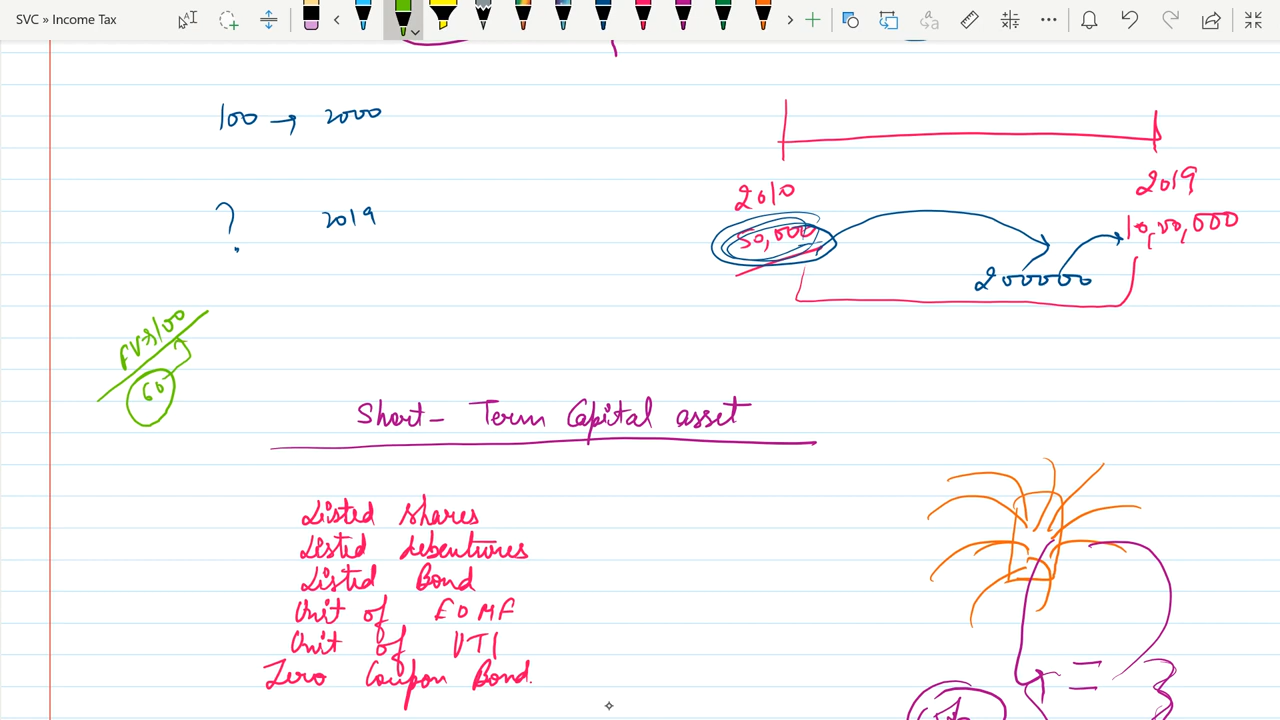 SVC » Income Tax
100 → 2000
2010
2019
? 2019
50,000
10,00,000
200000
FV→100
60
Short- Term Capital asset
Listed shares
Listed debentures
Listed Bond
Unit of EOMF
Unit of UTI
Zero Coupon Bond.